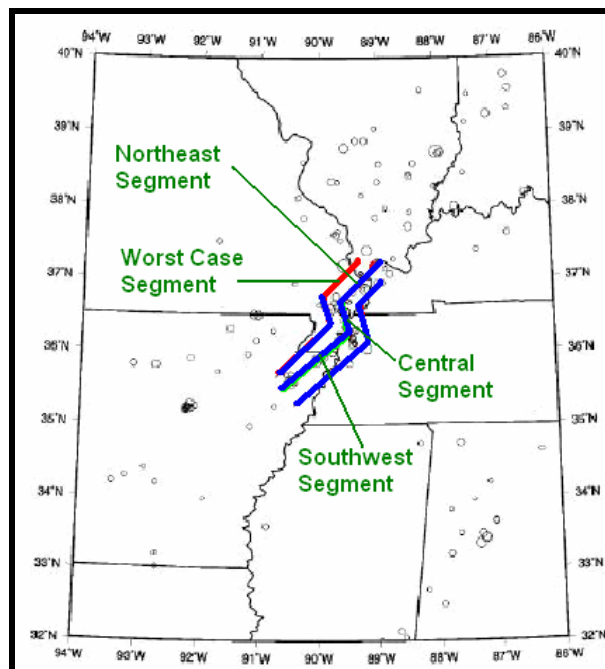 94°W 93°W 92°W 91°W 90°W 89°W 88°W 87°W 86°W
40°N 40°N
39°N 39°N
Northeast
Segment
38°N 38°N
Worst Case
Segment
37°N 37°N
36°N 36°N
Central
Segment
35°N 35°N
Southwest
Segment
34°N 34°N
33°N 33°N
32°N 32°N
94°W 93°W 92°W 91°W 90°W 89°W 88°W 87°W 86°W